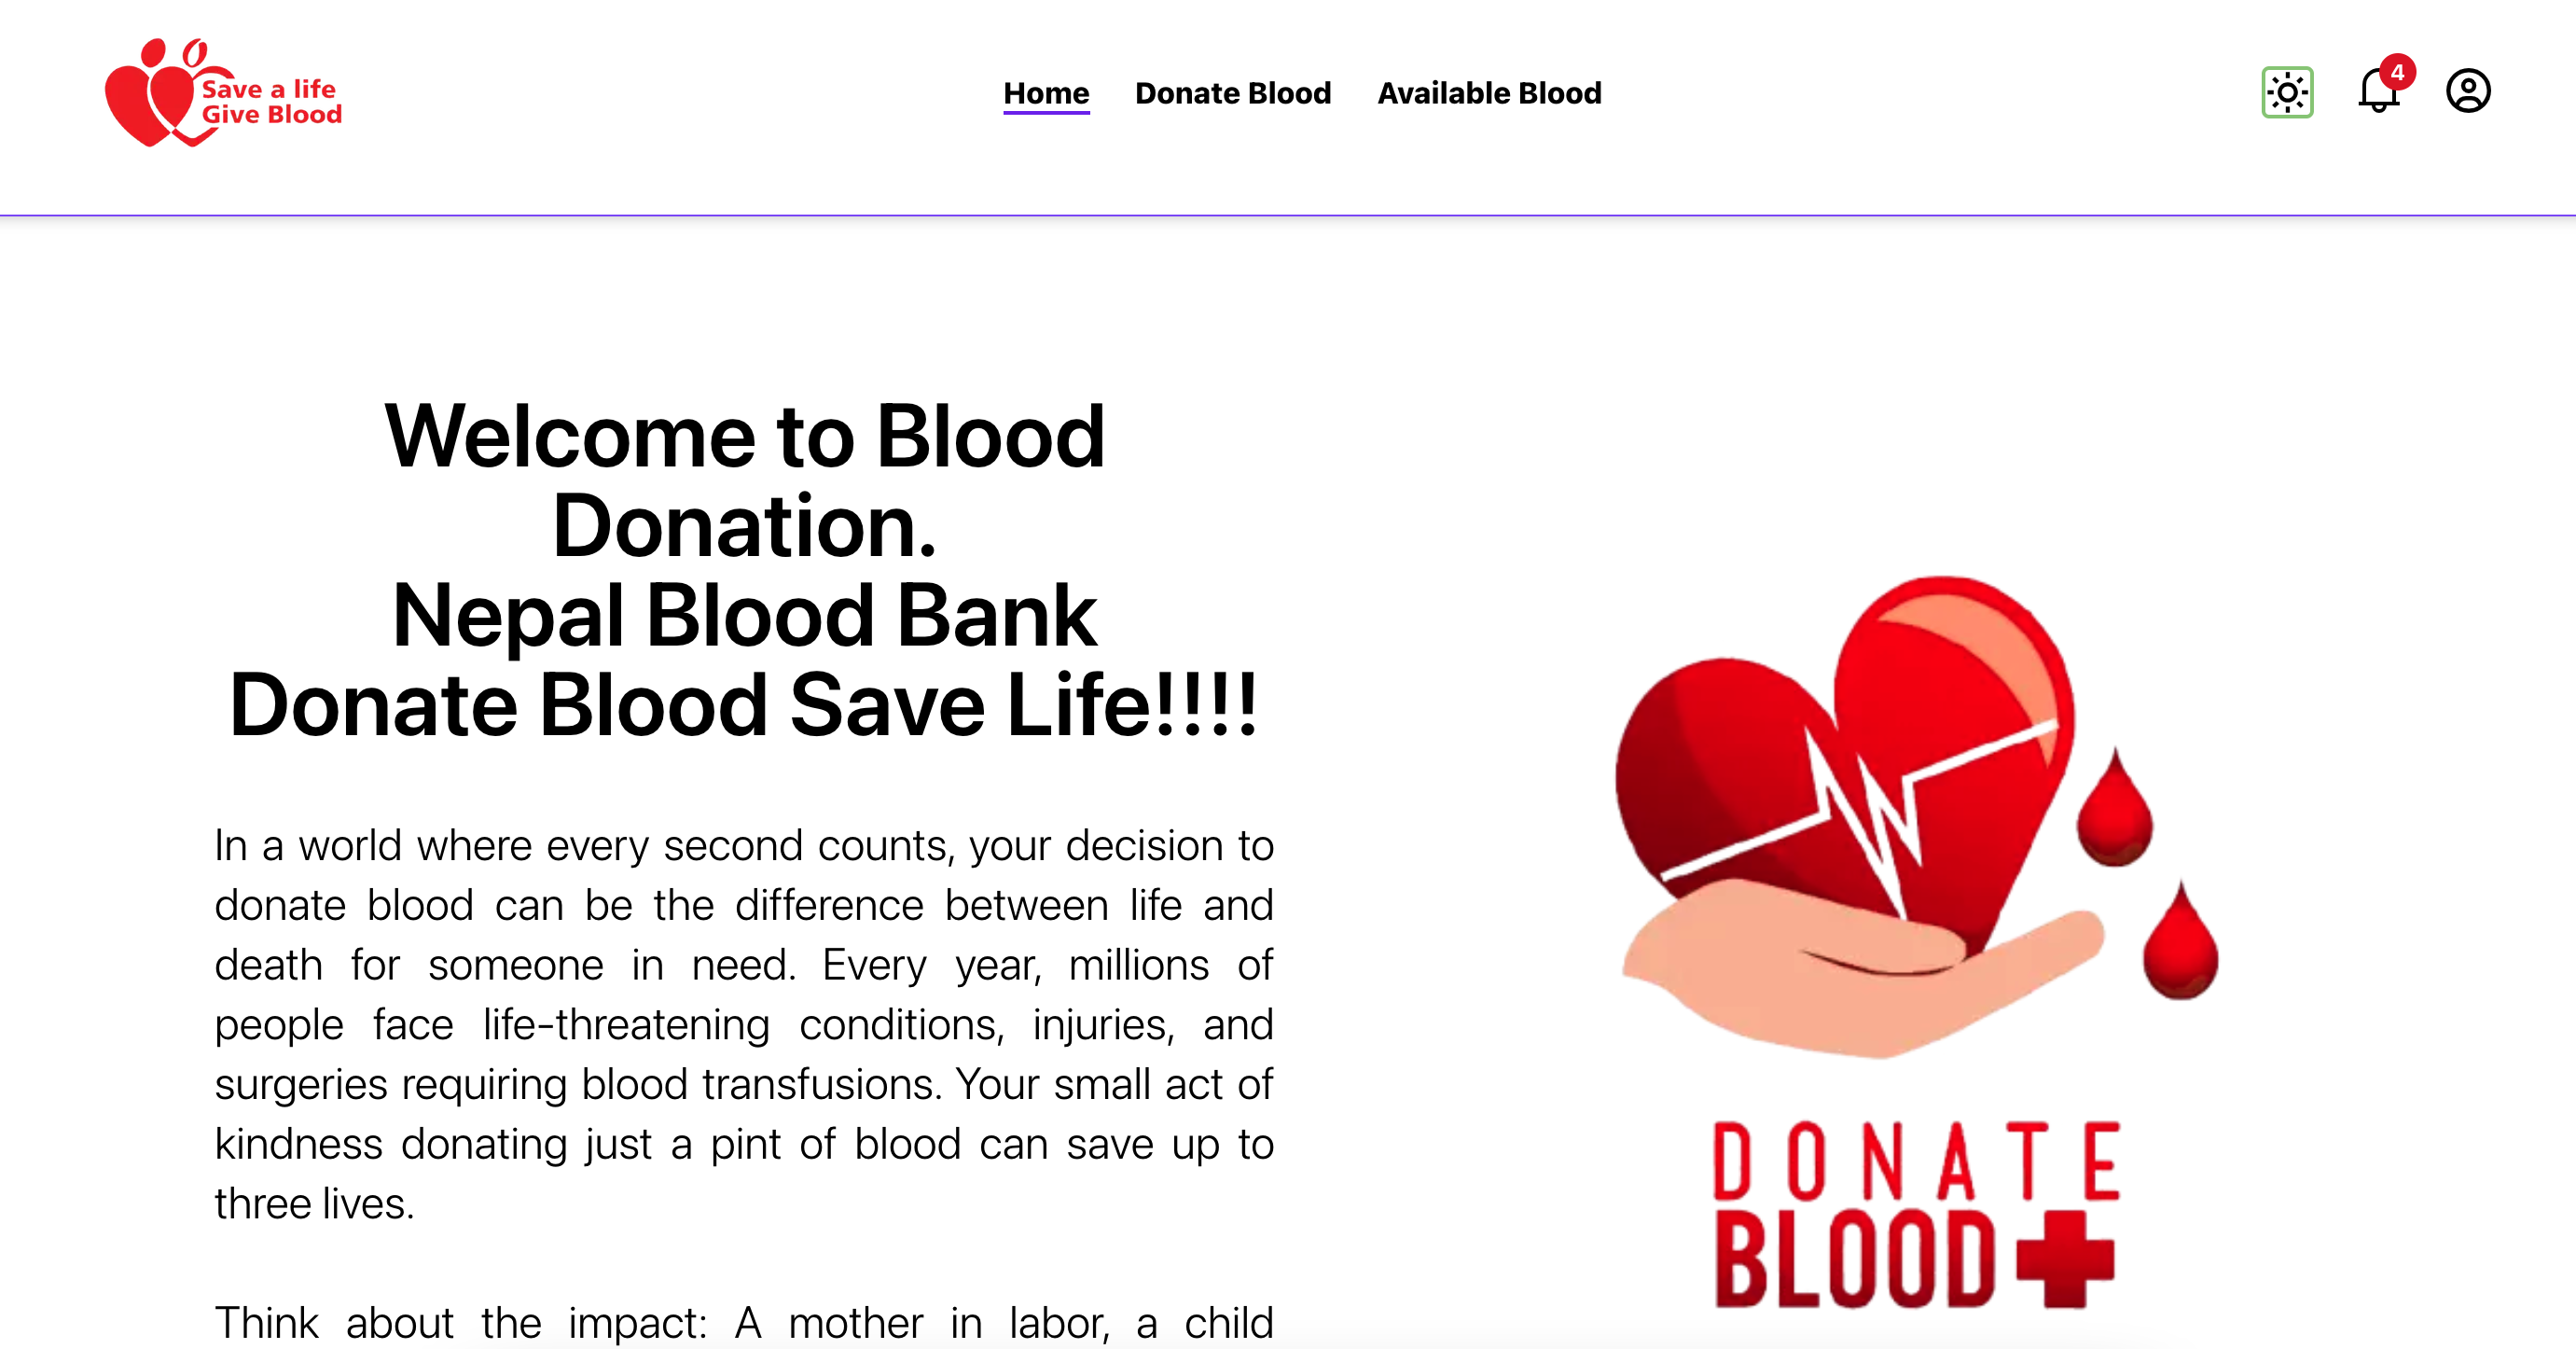 Save a life
Give Blood
Home
Donate Blood
Available Blood
4
Welcome to Blood
Donation.
Nepal Blood Bank
Donate Blood Save Life!!!!
In a world where every second counts, your decision to
donate blood can be the difference between life and
death for someone in need. Every year, millions of
people face life-threatening conditions, injuries, and
surgeries requiring blood transfusions. Your small act of
kindness donating just a pint of blood can save up to
three lives.
Think about the impact: A mother in labor, a child
DONATE
BLOOD